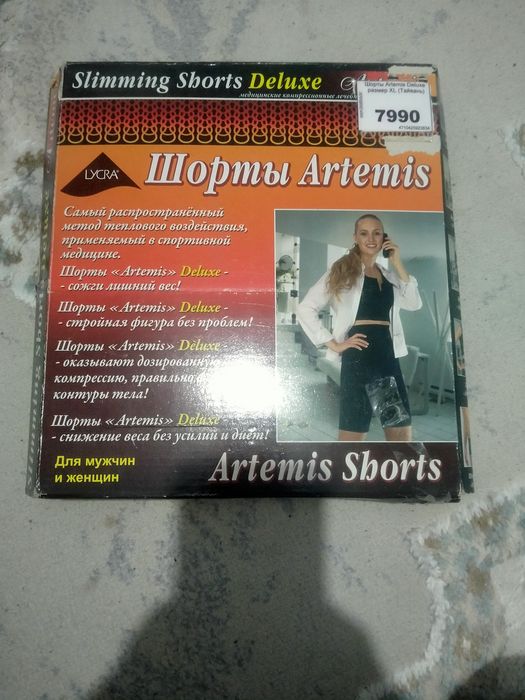 Slimming Shorts Deluxe
медицинские компрессионные
Шорты Artemis Deluxe
размер XL (Тайвань)
7990
4710420923834
LYCRA®
Шорты Artemis
Самый распространённый
метод теплового воздействия,
применяемый в спортивной
медицине.
Шорты «Artemis» Deluxe -
- сожги лишний вес!
Шорты «Artemis» Deluxe -
- стройная фигура без проблем!
Шорты «Artemis» Deluxe -
- оказывают дозированную
компрессию, правильно
контуры тела!
Шорты «Artemis» Deluxe -
- снижение веса без усилий и диет!
Для мужчин
и женщин
Artemis Shorts